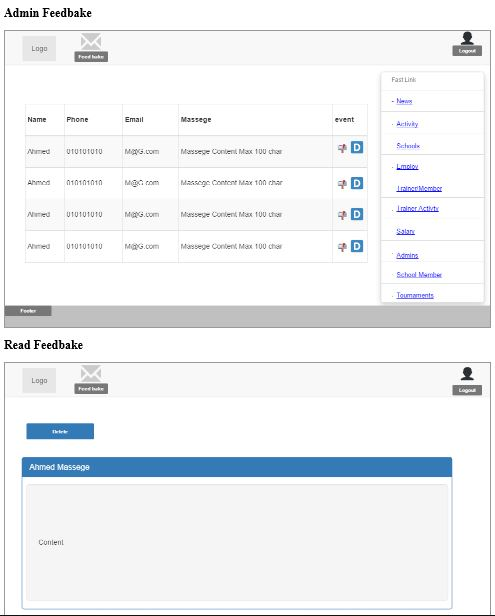 Admin Feedbake
Logo
Feed bake
Logout
Fast Link
- News
- Activity
Schools
. Employ
Trainer/Member
. Trainer Activty
Salary
- Admins
- School Member
- Tournaments
Name Phone Email Massege event
Ahmed 010101010 M@G.com Massege Content Max 100 char D
Ahmed 010101010 M@G.com Massege Content Max 100 char D
Ahmed 010101010 M@G.com Massege Content Max 100 char D
Ahmed 010101010 M@G.com Massege Content Max 100 char D
Footer
Read Feedbake
Logo
Feed bake
Logout
Delete
Ahmed Massege
Content